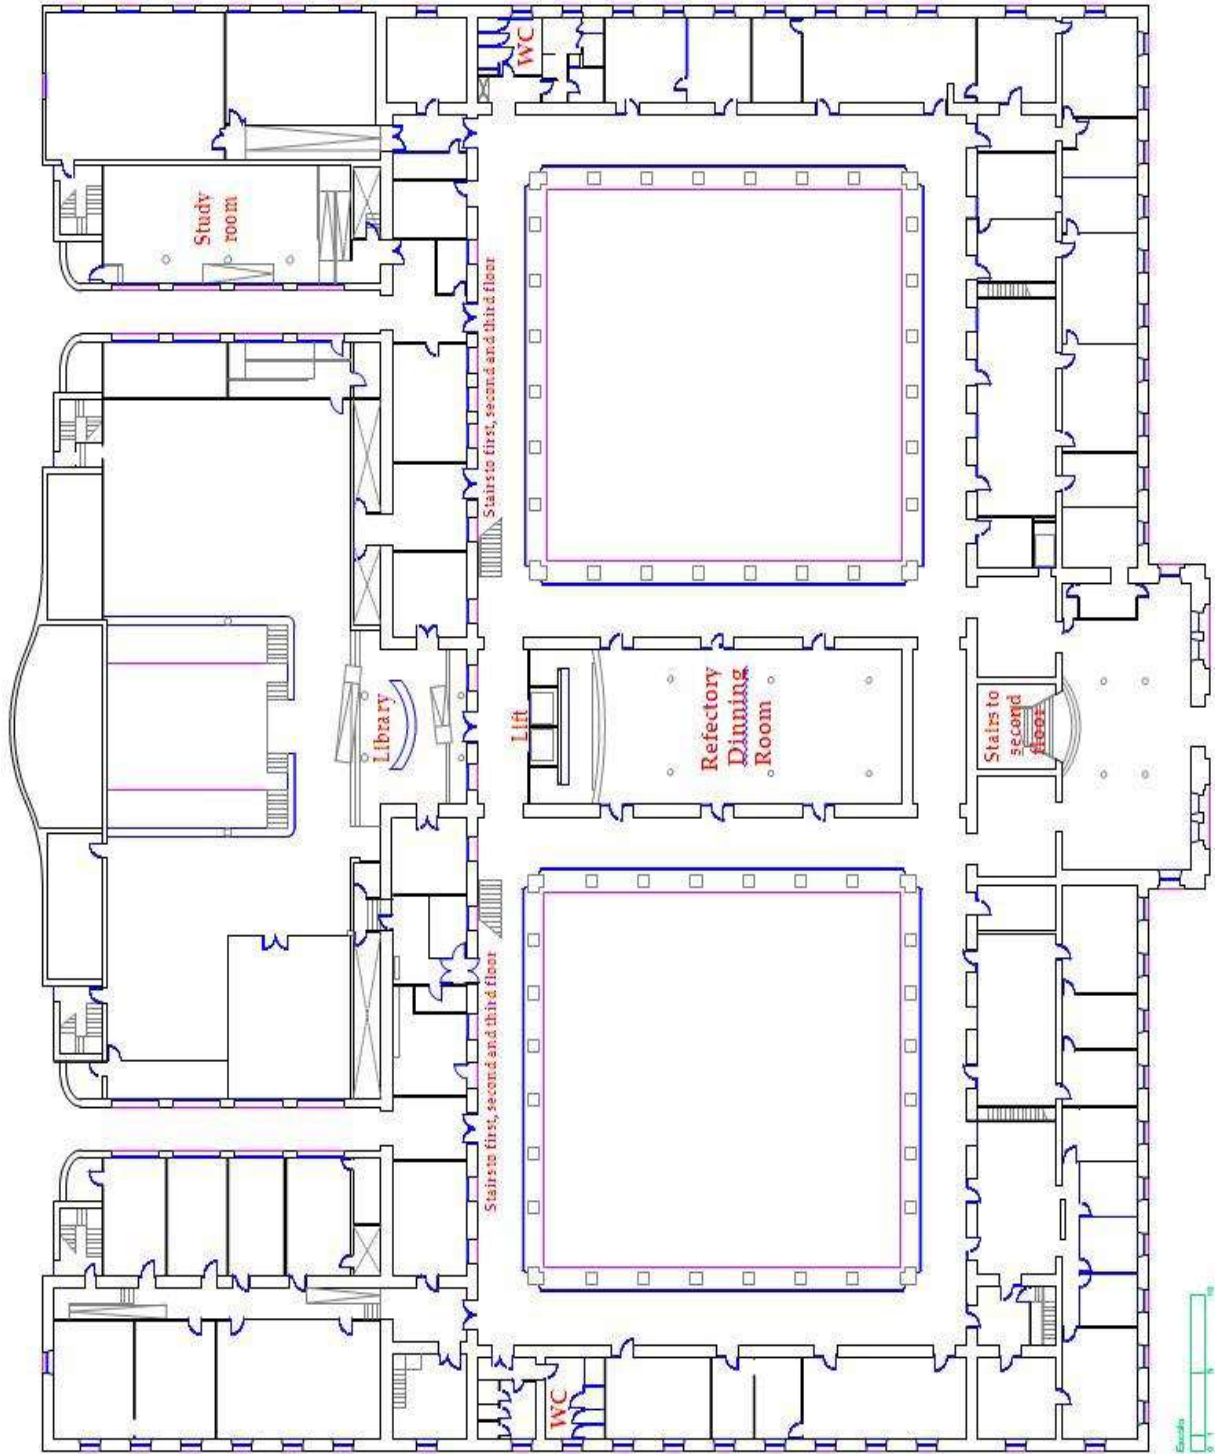 WC
Study
room
Stairs to first, second and third floor
Library
Lift
Refectory
Dinning
Room
Stairs to
second
floor
Stairs to first, second and third floor
WC
Escala